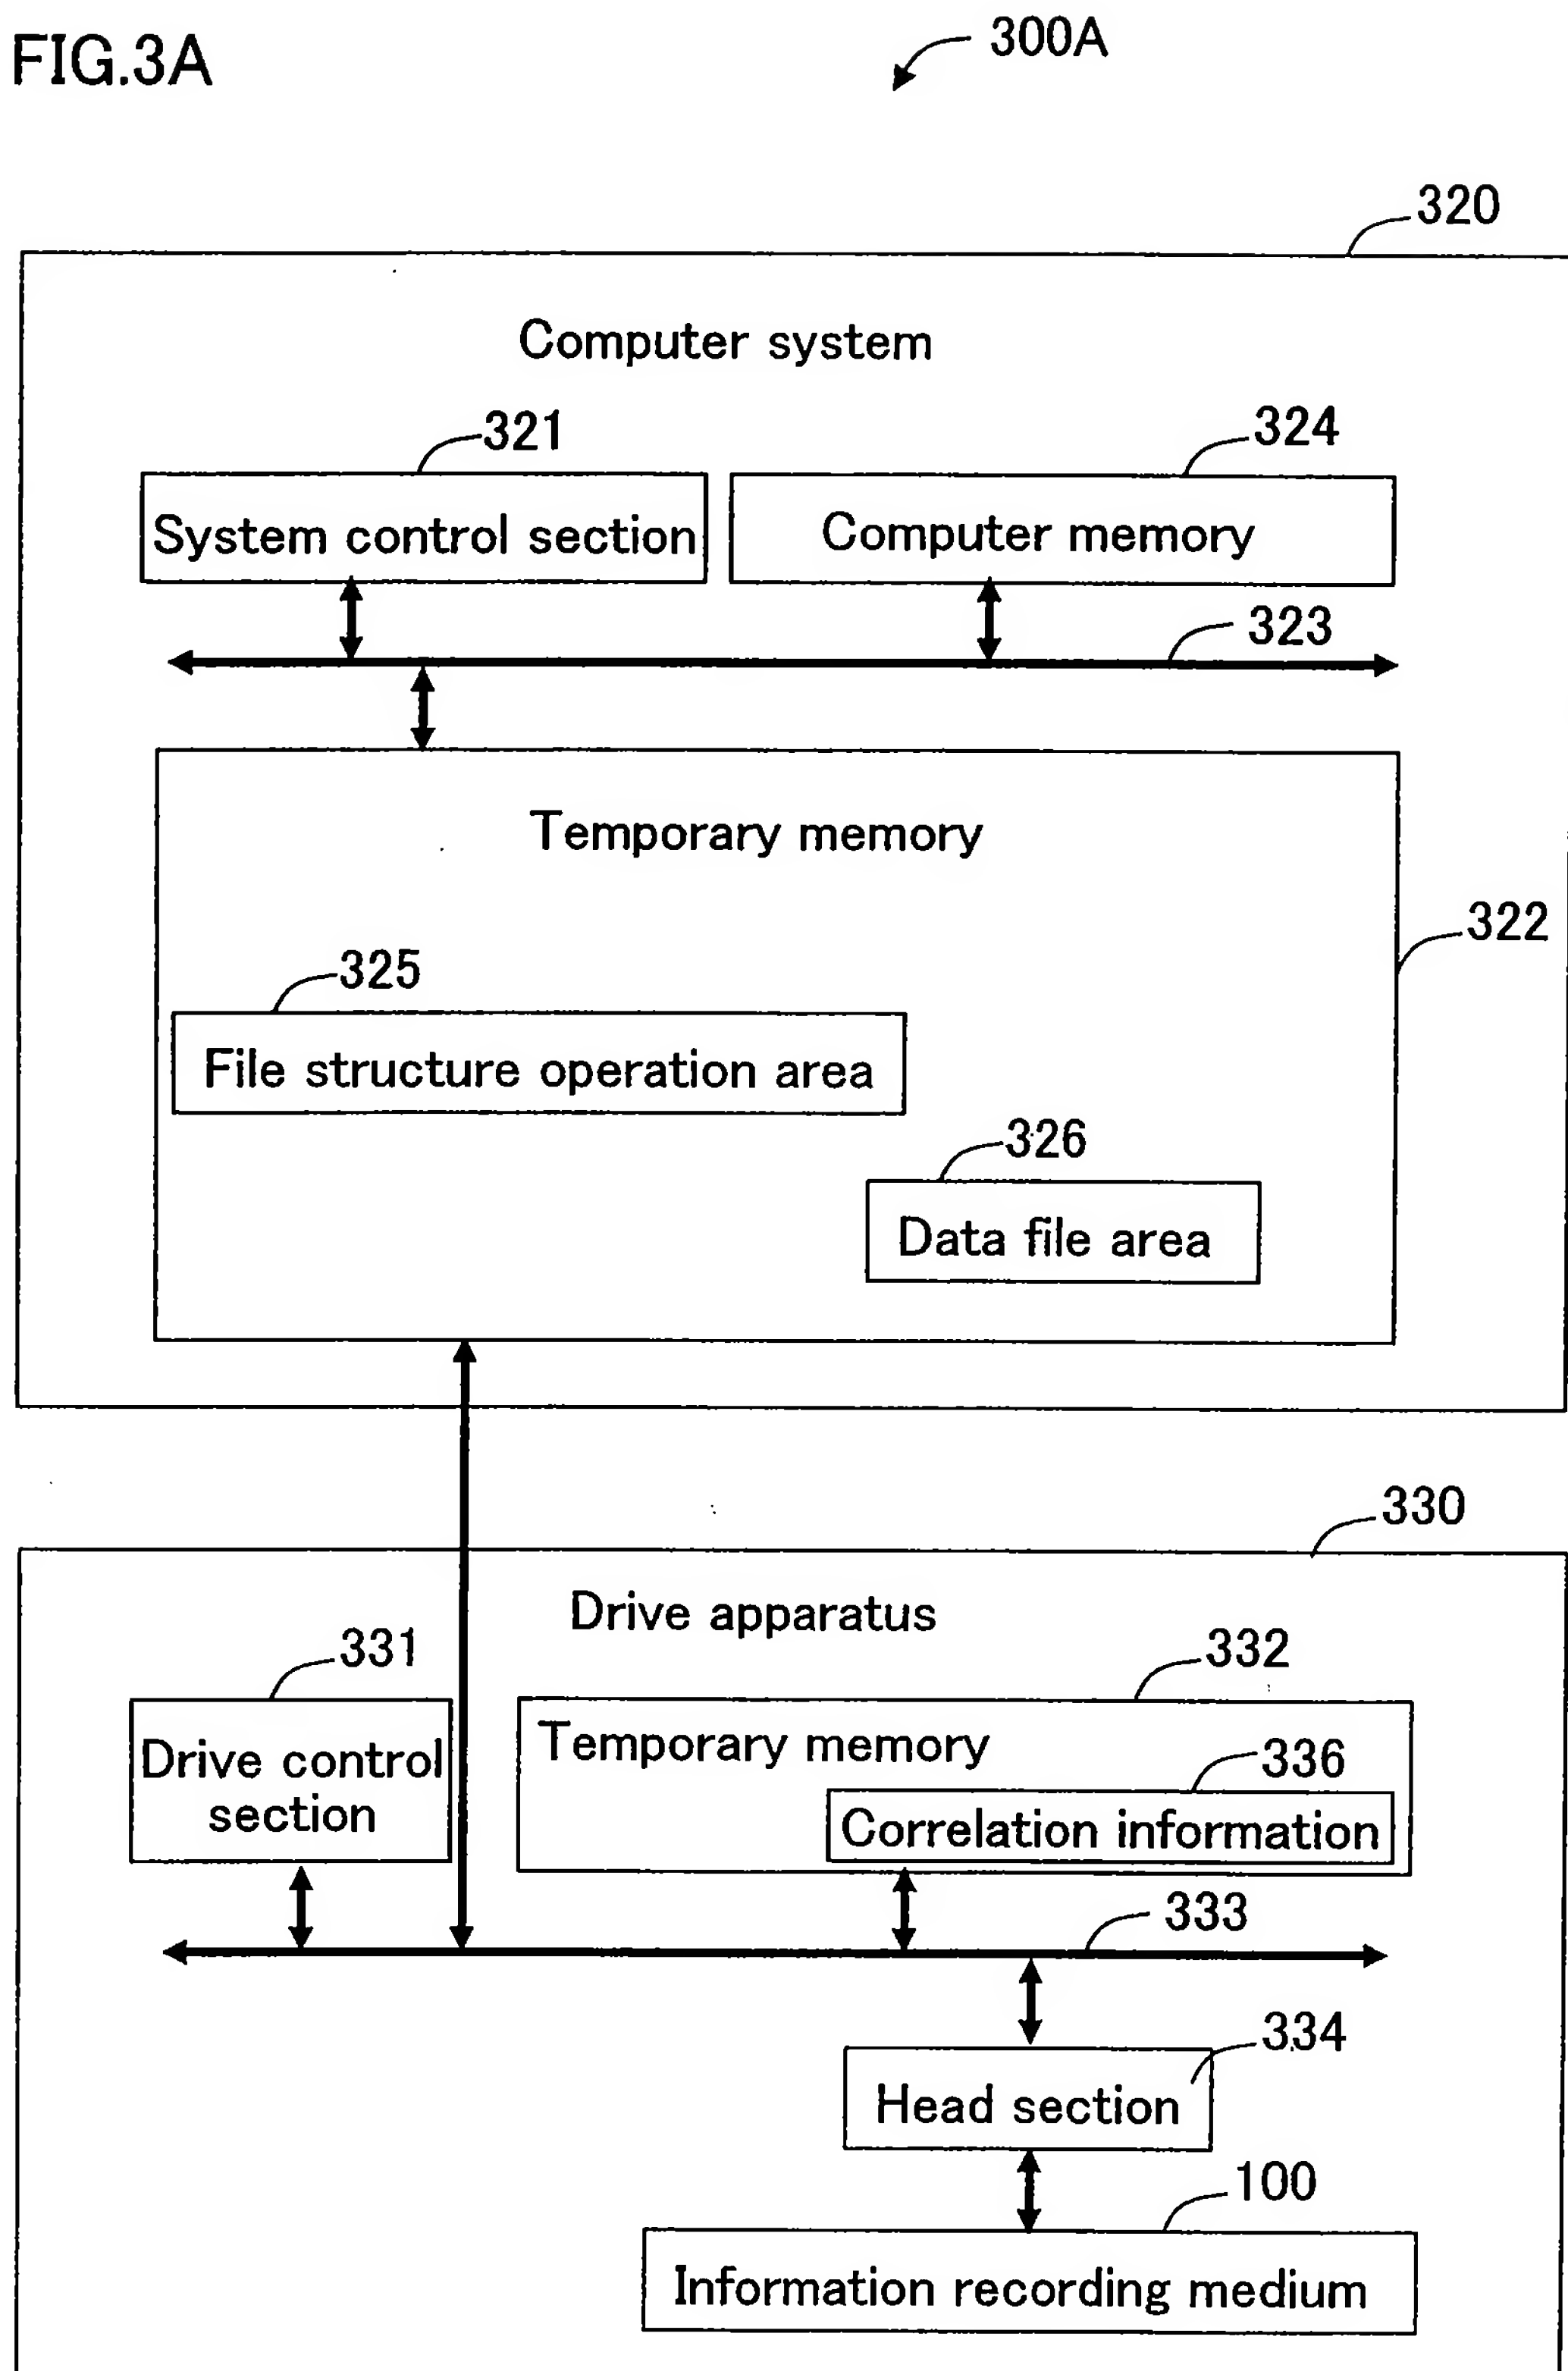 FIG.3A
300A
320
Computer system
321
324
System control section
Computer memory
323
Temporary memory
322
325
File structure operation area
326
Data file area
330
Drive apparatus
331
332
Drive control
section
Temporary memory
336
Correlation information
333
334
Head section
100
Information recording medium